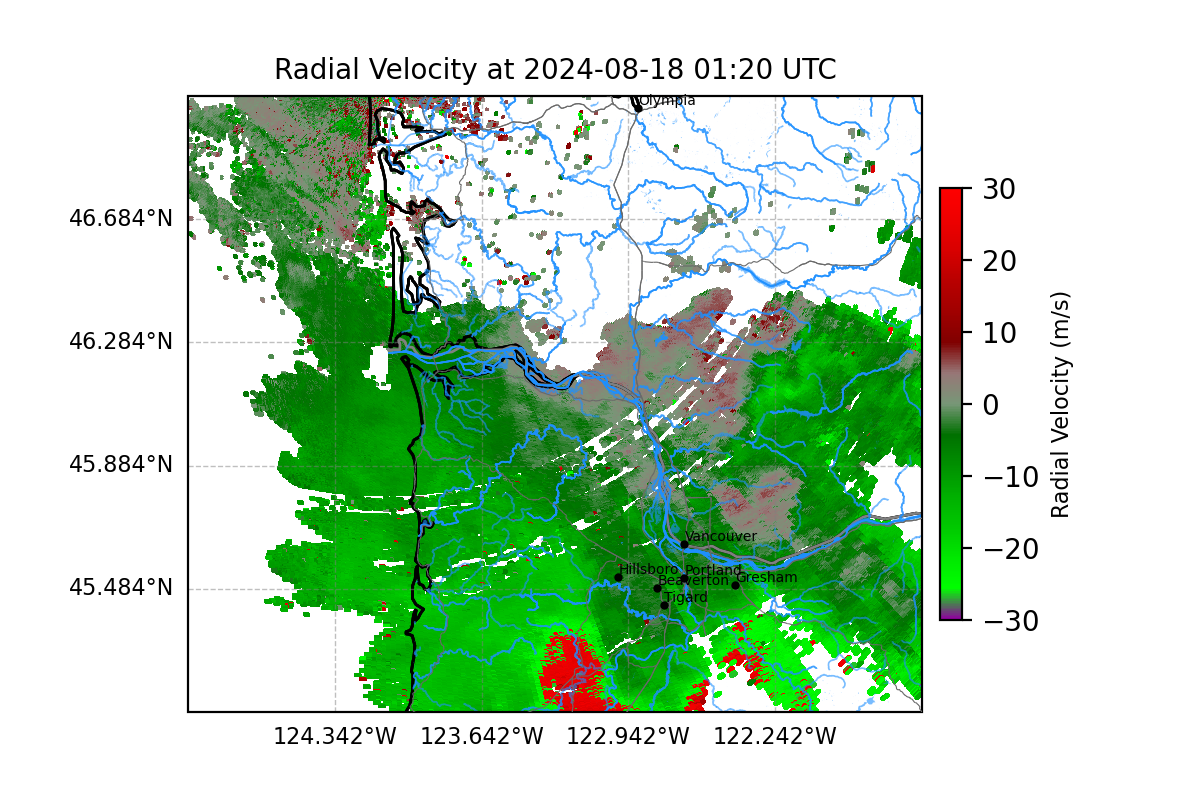 Radial Velocity at 2024-08-18 01:20 UTC
Olympia
46.684°N
46.284°N
45.884°N
45.484°N
Vancouver
Hillsboro
Portland
Beaverton
Gresham
Tigard
124.342°W
123.642°W
122.942°W
122.242°W
30
20
10
0
−10
−20
−30
Radial Velocity (m/s)